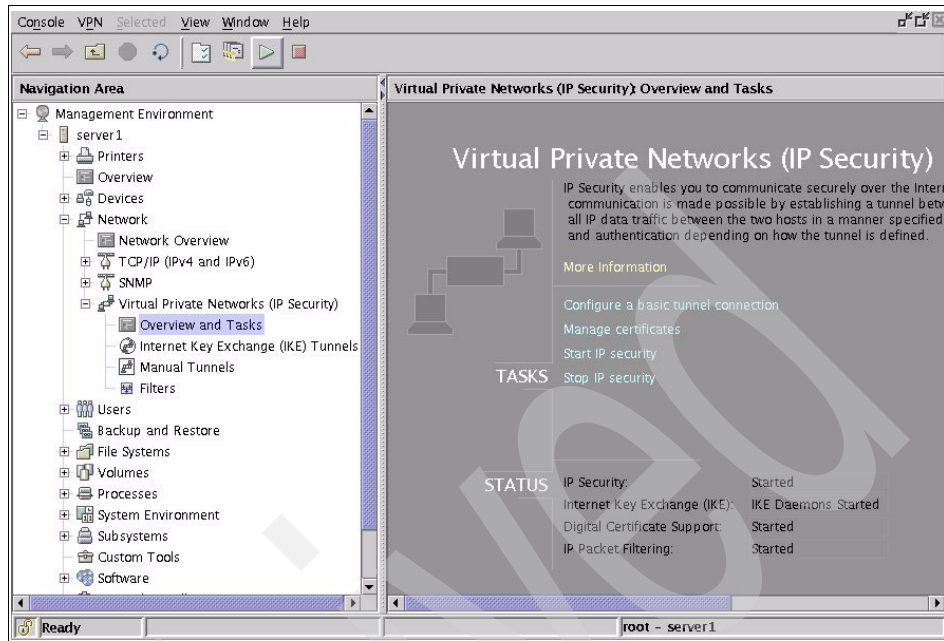 Console VPN Selected View Window Help
Navigation Area
Management Environment
server1
Printers
Overview
Devices
Network
Network Overview
TCP/IP (IPv4 and IPv6)
SNMP
Virtual Private Networks (IP Security)
Overview and Tasks
Internet Key Exchange (IKE) Tunnels
Manual Tunnels
Filters
Users
Backup and Restore
File Systems
Volumes
Processes
System Environment
Subsystems
Custom Tools
Software
Virtual Private Networks (IP Security): Overview and Tasks
Virtual Private Networks (IP Security)
IP Security enables you to communicate securely over the Inter
communication is made possible by establishing a tunnel betw
all IP data traffic between the two hosts in a manner specified
and authentication depending on how the tunnel is defined.
More Information
Configure a basic tunnel connection
Manage certificates
Start IP security
TASKS Stop IP security
STATUS IP Security: Started
Internet Key Exchange (IKE): IKE Daemons Started
Digital Certificate Support: Started
IP Packet Filtering: Started
Ready
root - server1